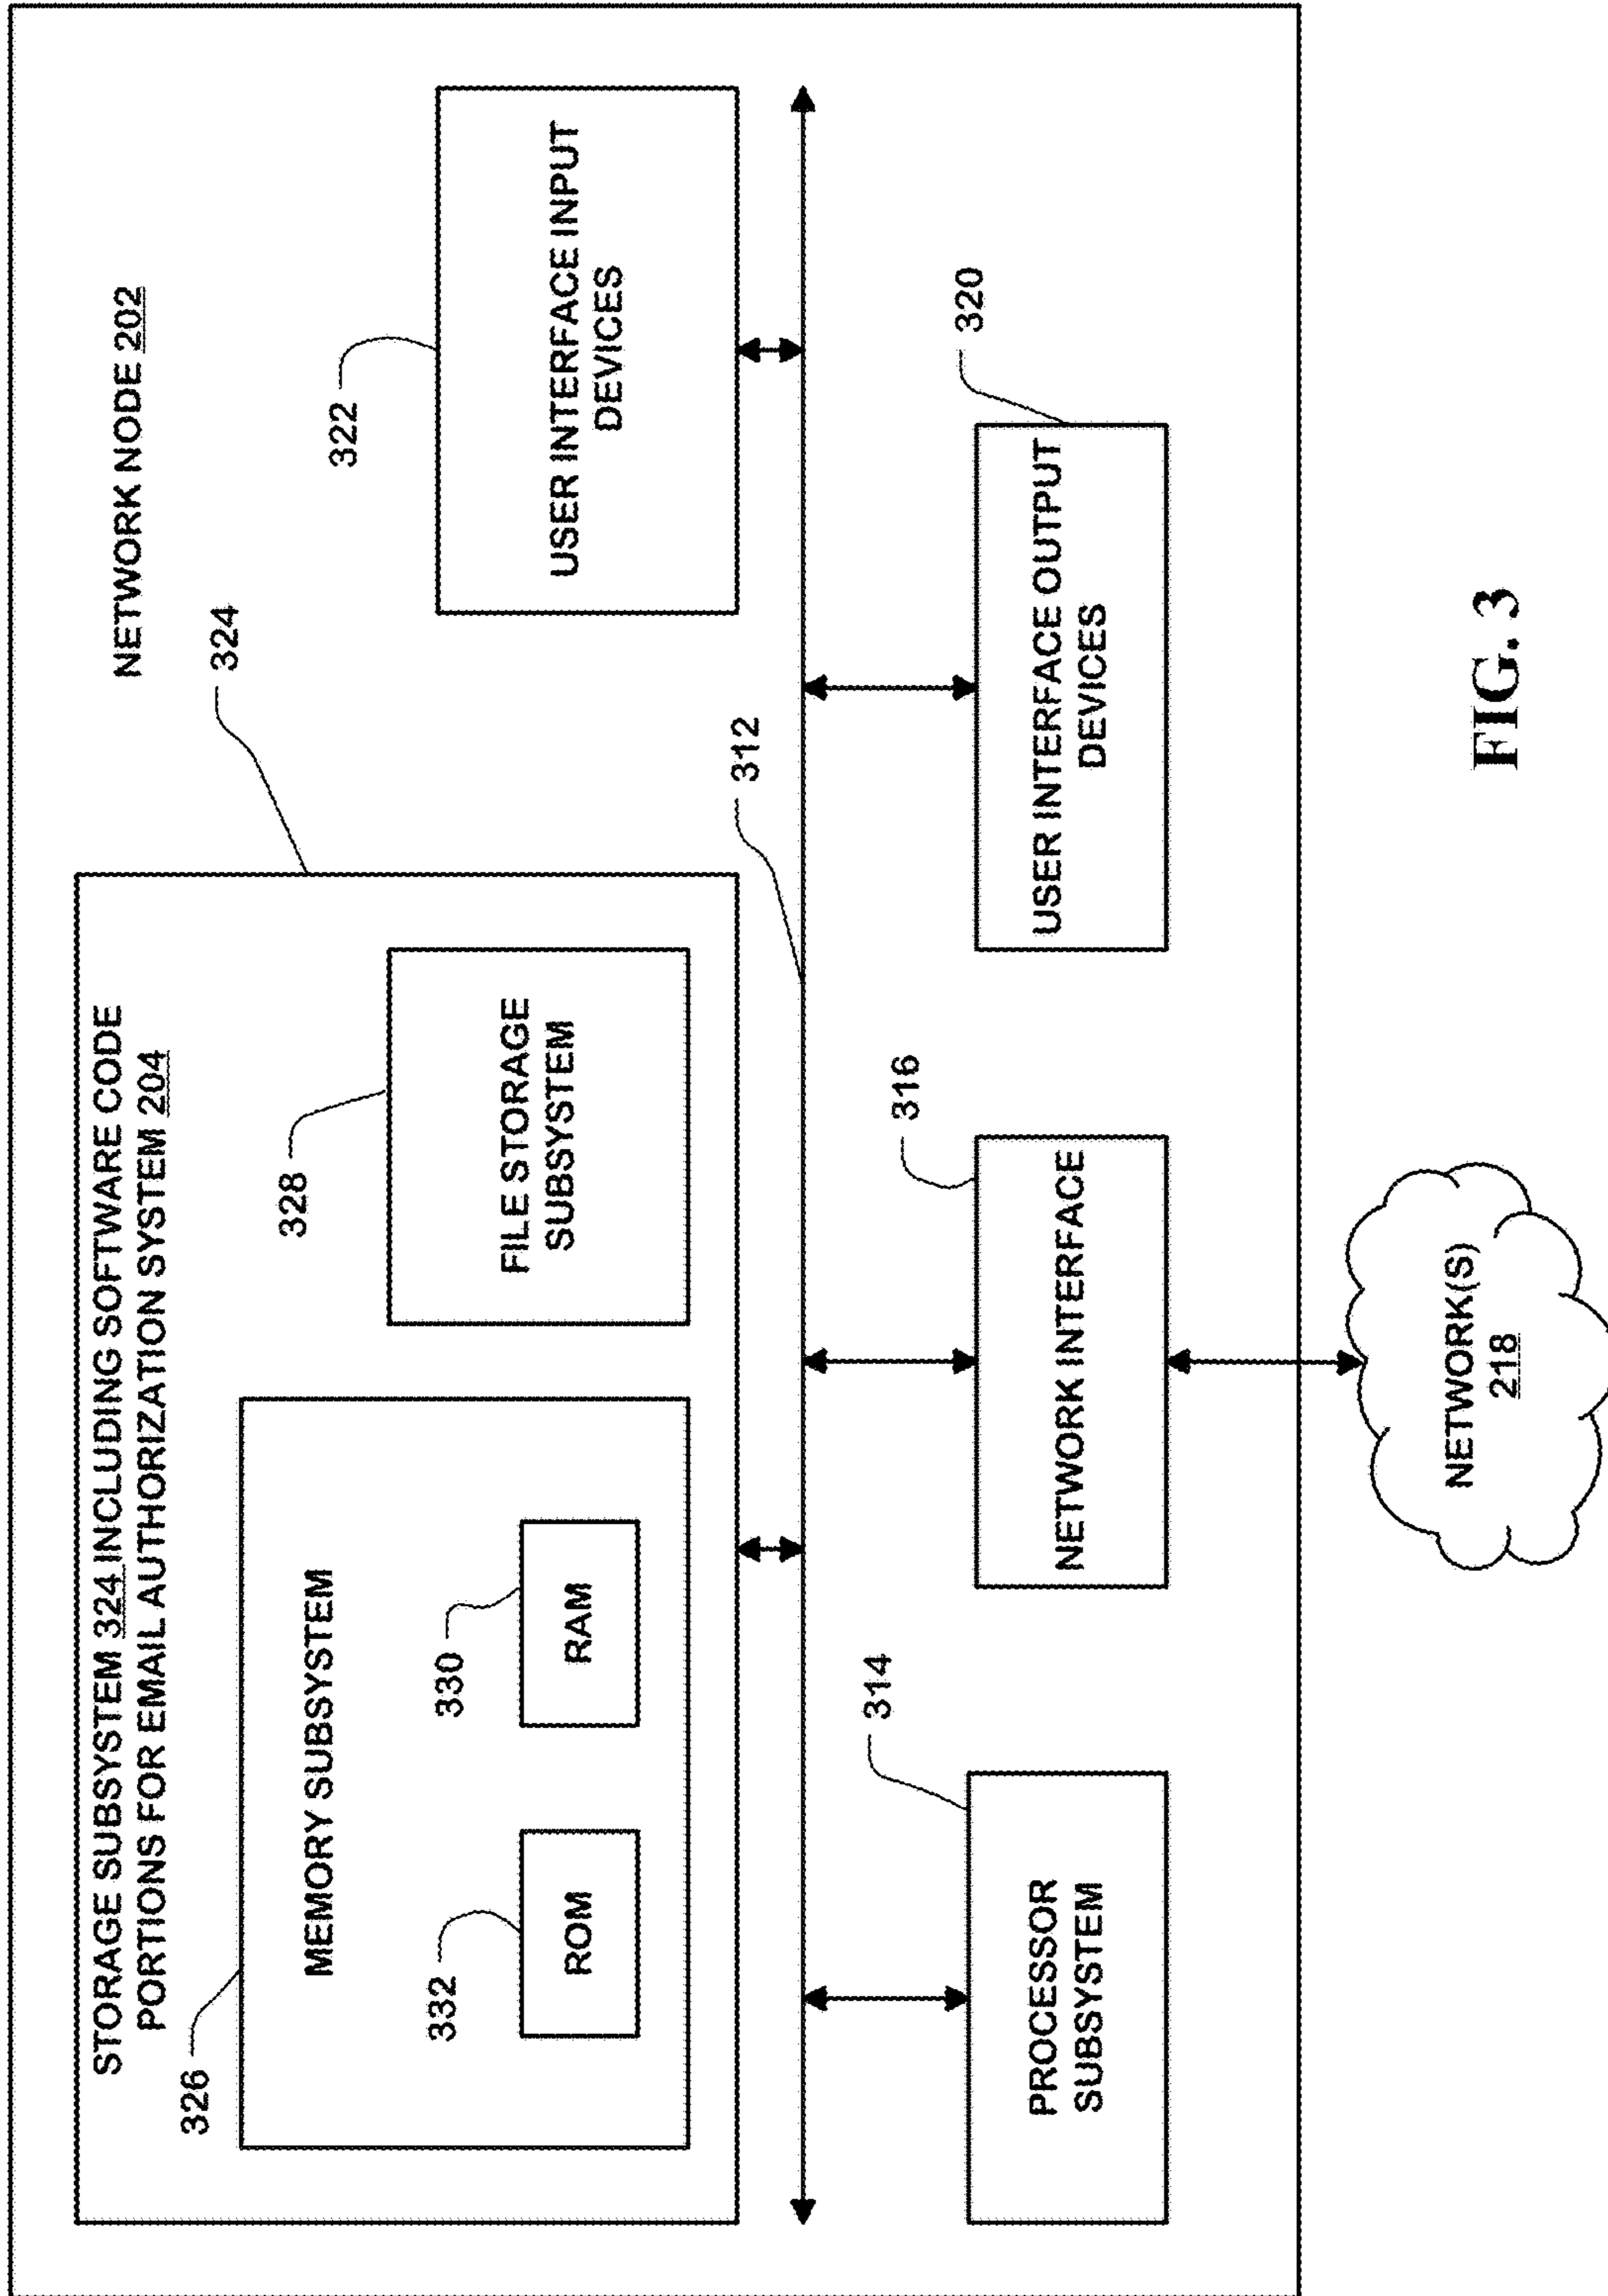 NETWORK NODE 202
324
STORAGE SUBSYSTEM 324 INCLUDING SOFTWARE CODE
PORTIONS FOR EMAIL AUTHORIZATION SYSTEM 204
326
MEMORY SUBSYSTEM
332
ROM
330
RAM
328
FILE STORAGE
SUBSYSTEM
322
USER INTERFACE INPUT
DEVICES
312
314
PROCESSOR
SUBSYSTEM
316
NETWORK INTERFACE
320
USER INTERFACE OUTPUT
DEVICES
NETWORK(S)
218
FIG. 3